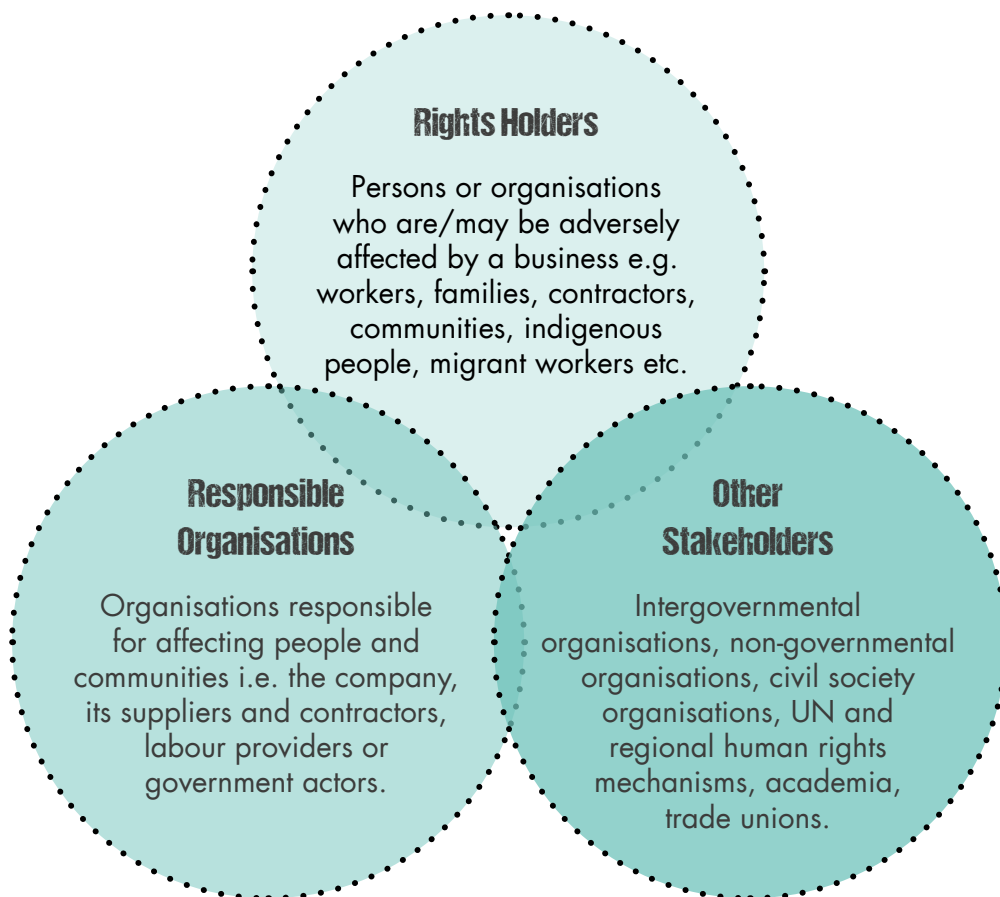 Rights Holders
Persons or organisations
who are/may be adversely
affected by a business e.g.
workers, families, contractors,
communities, indigenous
people, migrant workers etc.
Responsible
Organisations
Organisations responsible
for affecting people and
communities i.e. the company,
its suppliers and contractors,
labour providers or
government actors.
Other
Stakeholders
Intergovernmental
organisations, non-governmental
organisations, civil society
organisations, UN and
regional human rights
mechanisms, academia,
trade unions.